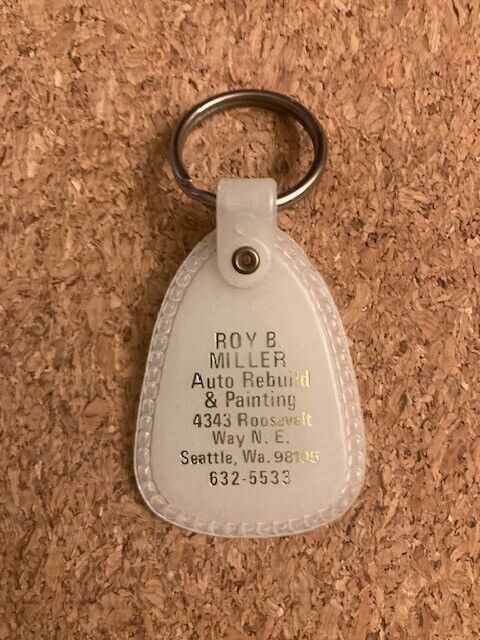 ROY B.
MILLER
Auto Rebuild
& Painting
4343 Roosevelt
Way N. E.
Seattle, Wa. 98105
632-5533